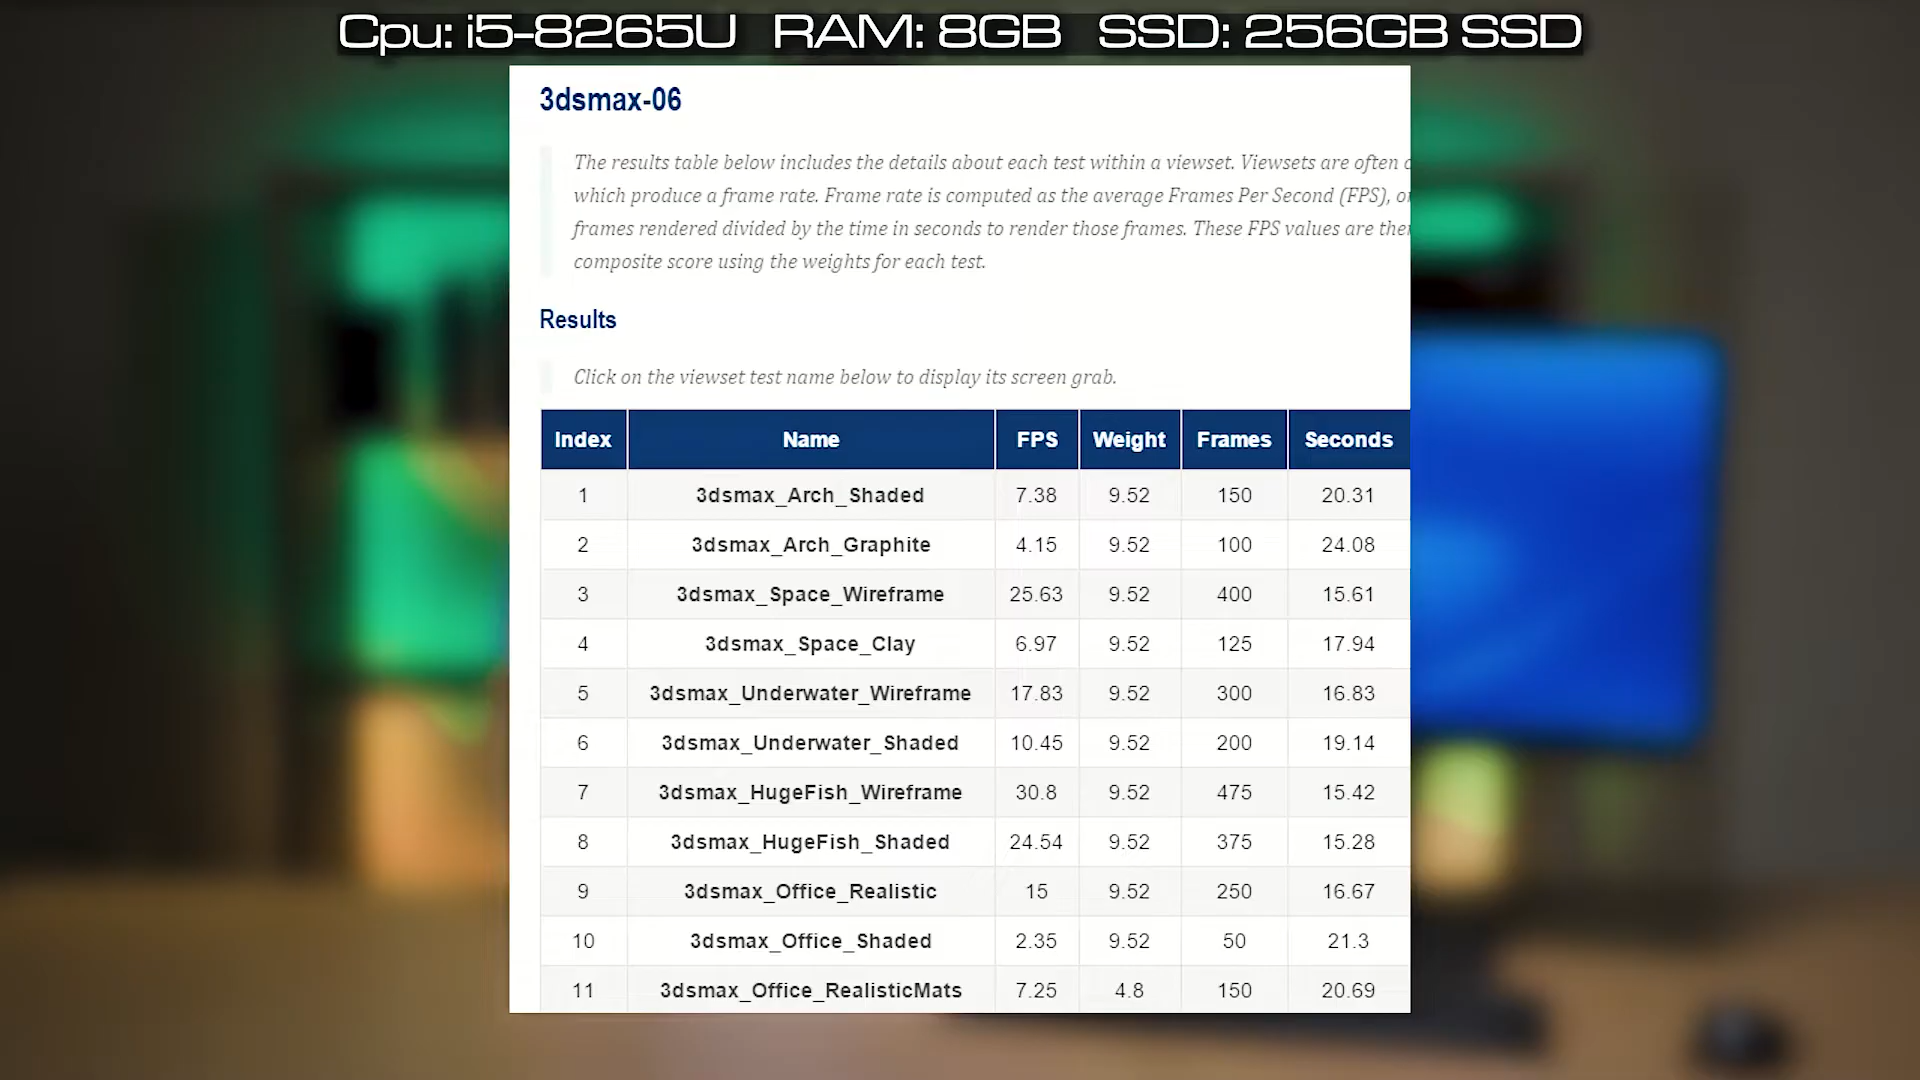 Cpu: i5-8265U RAM: 8GB SSD: 256GB SSD
3dsmax-06
The results table below includes the details about each test within a viewset. Viewsets are often
which produce a frame rate. Frame rate is computed as the average Frames Per Second (FPS),
frames rendered divided by the time in seconds to render those frames. These FPS values are
composite score using the weights for each test.
Results
Click on the viewset test name below to display its screen grab.
Index Name FPS Weight Frames Seconds
1 3dsmax_Arch_Shaded 7.38 9.52 150 20.31
2 3dsmax_Arch_Graphite 4.15 9.52 100 24.08
3 3dsmax_Space_Wireframe 25.63 9.52 400 15.61
4 3dsmax_Space_Clay 6.97 9.52 125 17.94
5 3dsmax_Underwater_Wireframe 17.83 9.52 300 16.83
6 3dsmax_Underwater_Shaded 10.45 9.52 200 19.14
7 3dsmax_HugeFish_Wireframe 30.8 9.52 475 15.42
8 3dsmax_HugeFish_Shaded 24.54 9.52 375 15.28
9 3dsmax_Office_Realistic 15 9.52 250 16.67
10 3dsmax_Office_Shaded 2.35 9.52 50 21.3
11 3dsmax_Office_RealisticMats 7.25 4.8 150 20.69